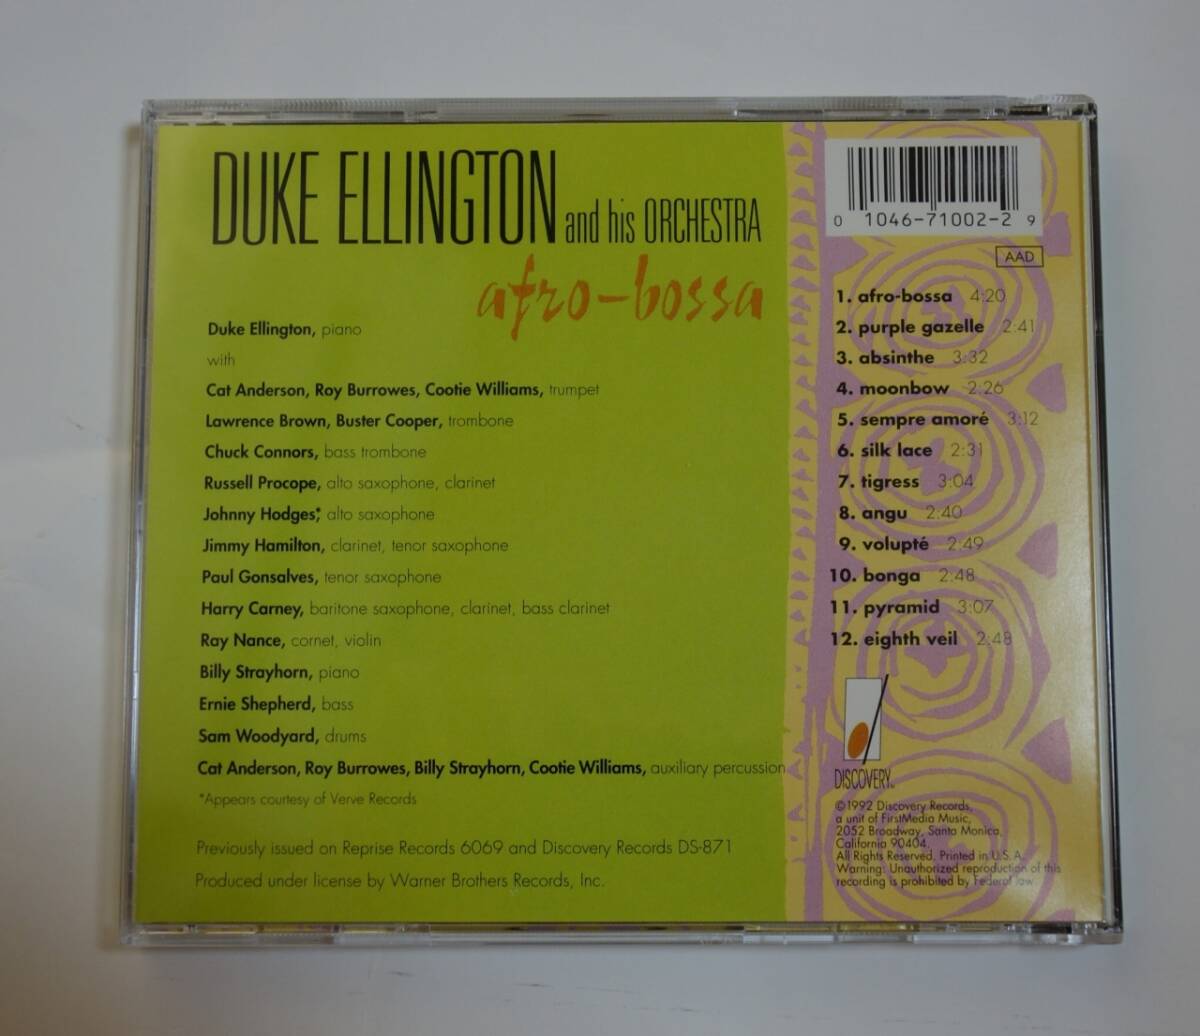 DUKE ELLINGTON and his ORCHESTRA
afro-bossa
Duke Ellington, piano
with
Cat Anderson, Roy Burrowes, Cootie Williams, trumpet
Lawrence Brown, Buster Cooper, trombone
Chuck Connors, bass trombone
Russell Procope, alto saxophone, clarinet
Johnny Hodges,* alto saxophone
Jimmy Hamilton, clarinet, tenor saxophone
Paul Gonsalves, tenor saxophone
Harry Carney, baritone saxophone, clarinet, bass clarinet
Ray Nance, cornet, violin
Billy Strayhorn, piano
Ernie Shepherd, bass
Sam Woodyard, drums
Cat Anderson, Roy Burrowes, Billy Strayhorn, Cootie Williams, auxiliary percussion
*Appears courtesy of Verve Records
Previously issued on Reprise Records 6069 and Discovery Records DS-871
Produced under license by Warner Brothers Records, Inc.
0 1046-71002-2 9
AAD
1. afro-bossa 4:20
2. purple gazelle 2:41
3. absinthe 3:32
4. moonbow 2:26
5. sempre amoré 3:12
6. silk lace 2:31
7. tigress 3:04
8. angu 2:40
9. volupté 2:49
10. bonga 2:48
11. pyramid 3:07
12. eighth veil 2:48
DISCOVERY
©1992 Discovery Records,
a unit of FirstMedia Music,
2052 Broadway, Santa Monica,
California 90404.
All Rights Reserved. Printed in U.S.A.
Warning: Unauthorized reproduction of this
recording is prohibited by Federal law